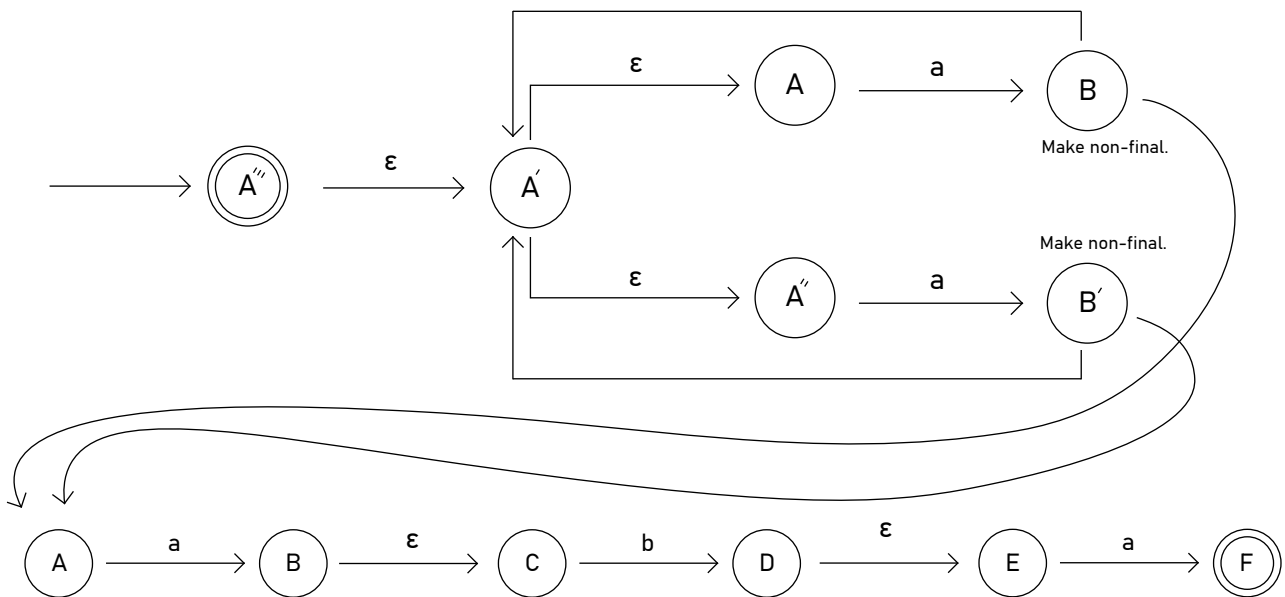 ε A a B
Make non-final.
A''' ε A'
Make non-final.
ε A'' a B'
A a B ε C b D ε E a F